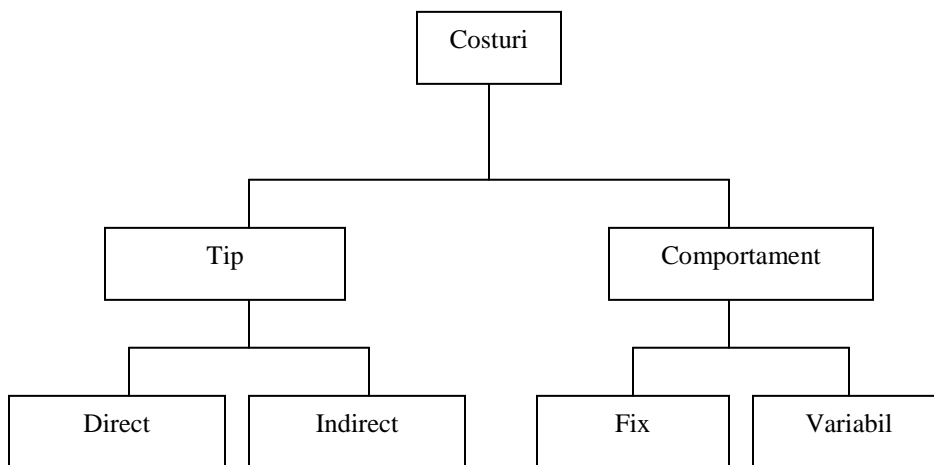 Costuri
Tip
Comportament
Direct
Indirect
Fix
Variabil